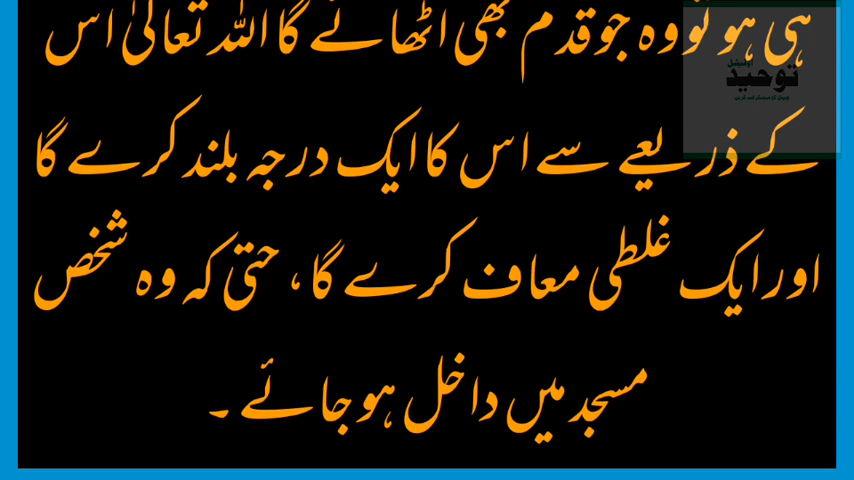 ہی ہو تو وہ جو قدم بھی اٹھائے گا اللہ تعالیٰ اس
کے ذریعے سے اس کا ایک درجہ بلند کرے گا
اور ایک غلطی معاف کرے گا، حتیٰ کہ وہ شخص
مسجد میں داخل ہو جائے ۔
توحید